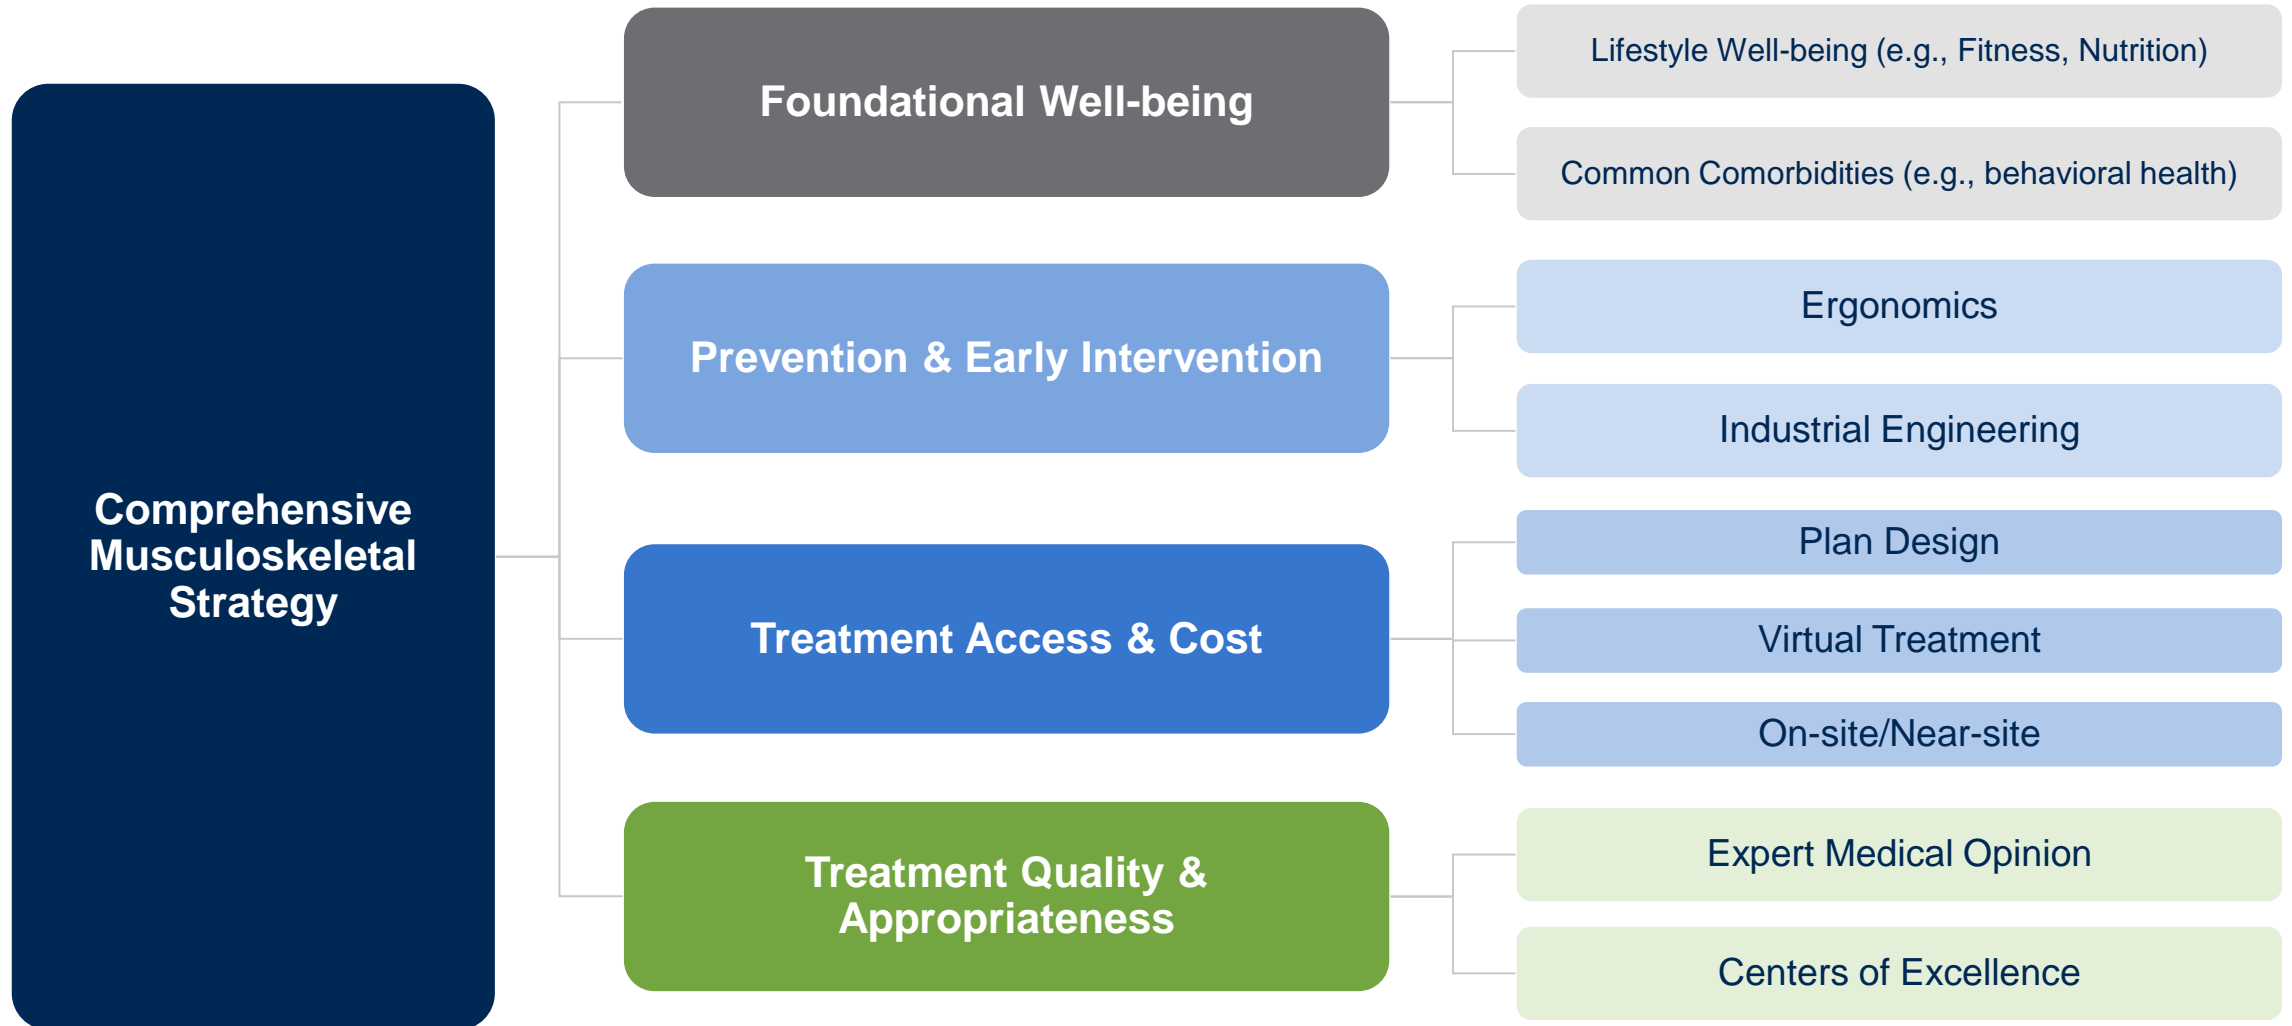 Comprehensive
Musculoskeletal
Strategy
Foundational Well-being
Lifestyle Well-being (e.g., Fitness, Nutrition)
Common Comorbidities (e.g., behavioral health)
Prevention & Early Intervention
Ergonomics
Industrial Engineering
Treatment Access & Cost
Plan Design
Virtual Treatment
On-site/Near-site
Treatment Quality &
Appropriateness
Expert Medical Opinion
Centers of Excellence